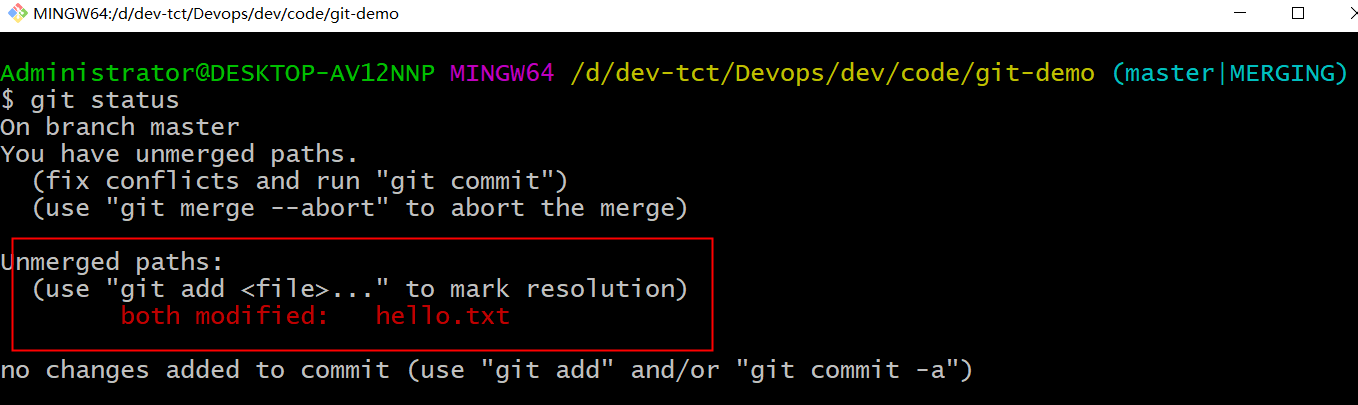 MINGW64:/d/dev-tct/Devops/dev/code/git-demo
Administrator@DESKTOP-AV12NNP MINGW64 /d/dev-tct/Devops/dev/code/git-demo (master|MERGING)
$ git status
On branch master
You have unmerged paths.
  (fix conflicts and run "git commit")
  (use "git merge --abort" to abort the merge)
Unmerged paths:
  (use "git add <file>..." to mark resolution)
        both modified:   hello.txt
no changes added to commit (use "git add" and/or "git commit -a")